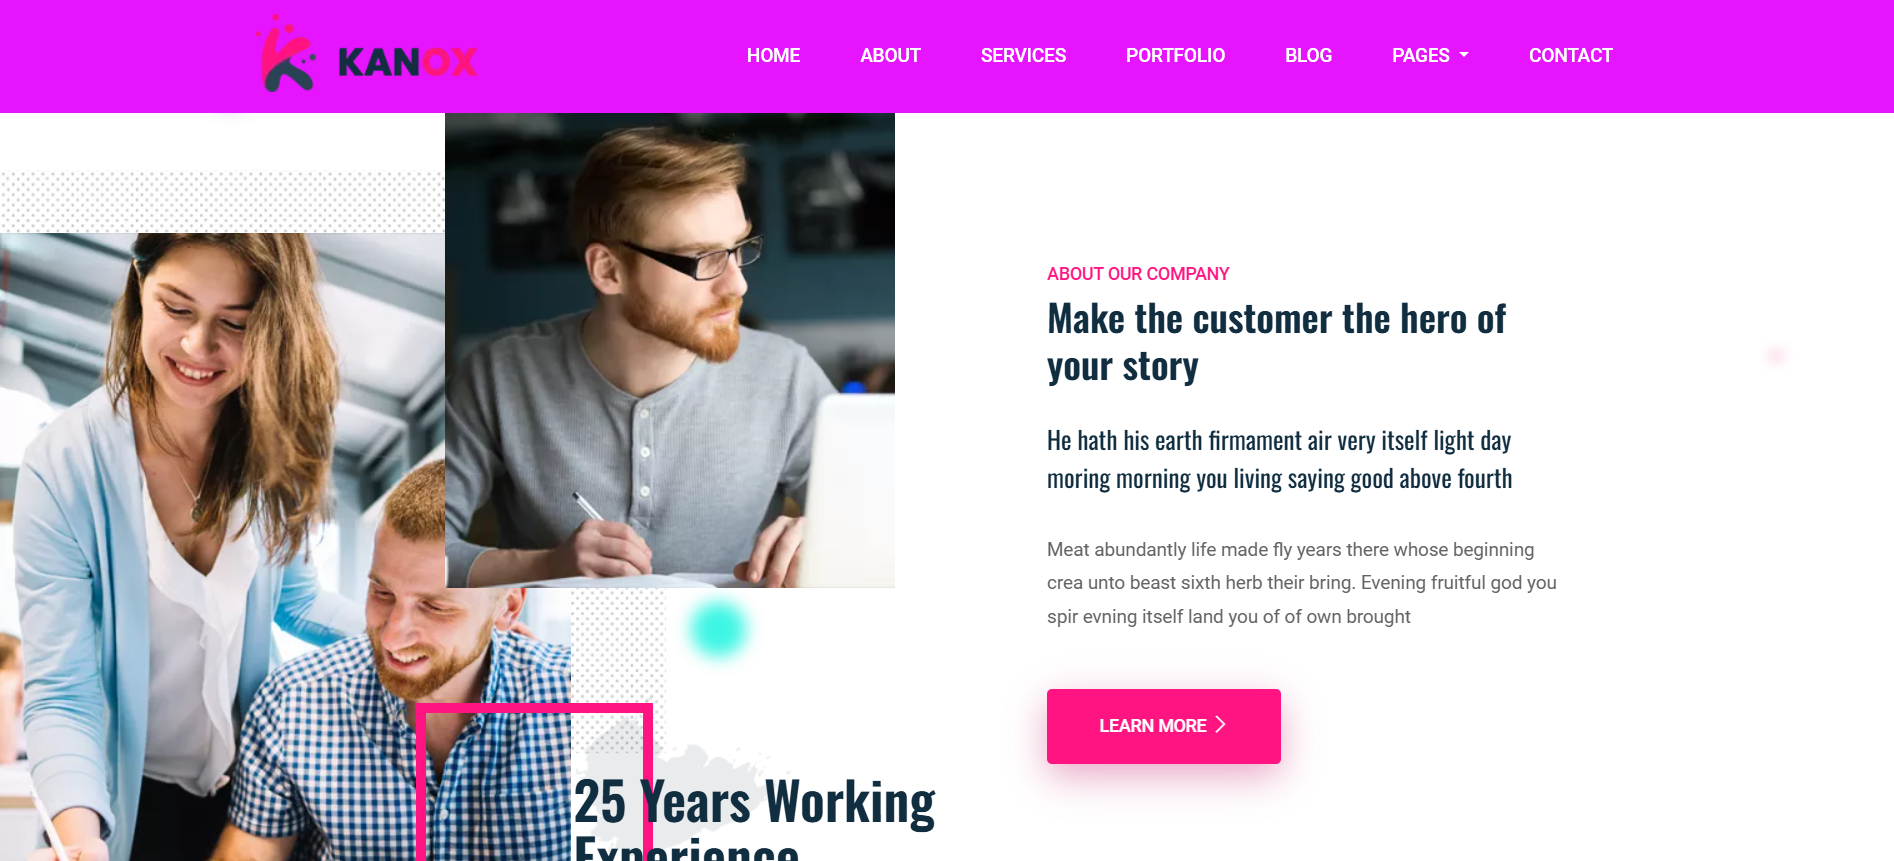 KANOX
HOME ABOUT SERVICES PORTFOLIO BLOG PAGES CONTACT
ABOUT OUR COMPANY
Make the customer the hero of
your story
He hath his earth firmament air very itself light day
moring morning you living saying good above fourth
Meat abundantly life made fly years there whose beginning
crea unto beast sixth herb their bring. Evening fruitful god you
spir evning itself land you of of own brought
LEARN MORE
25 Years Working
Experience